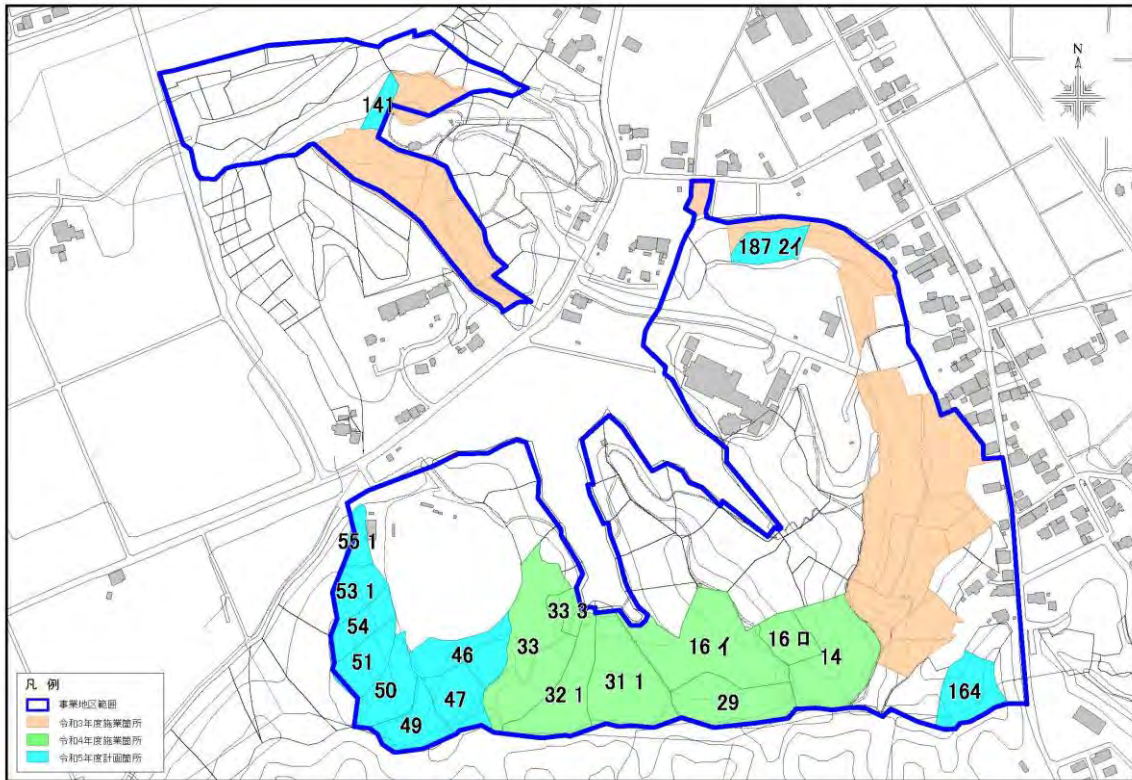 N
141
187 2イ
55 1
53 1
54
51
50
49
46
47
33 3
33
32 1
31 1
16 イ
16 ロ
14
29
164
凡 例
事業地区範囲
令和3年度施業箇所
令和4年度施業箇所
令和5年度計画箇所